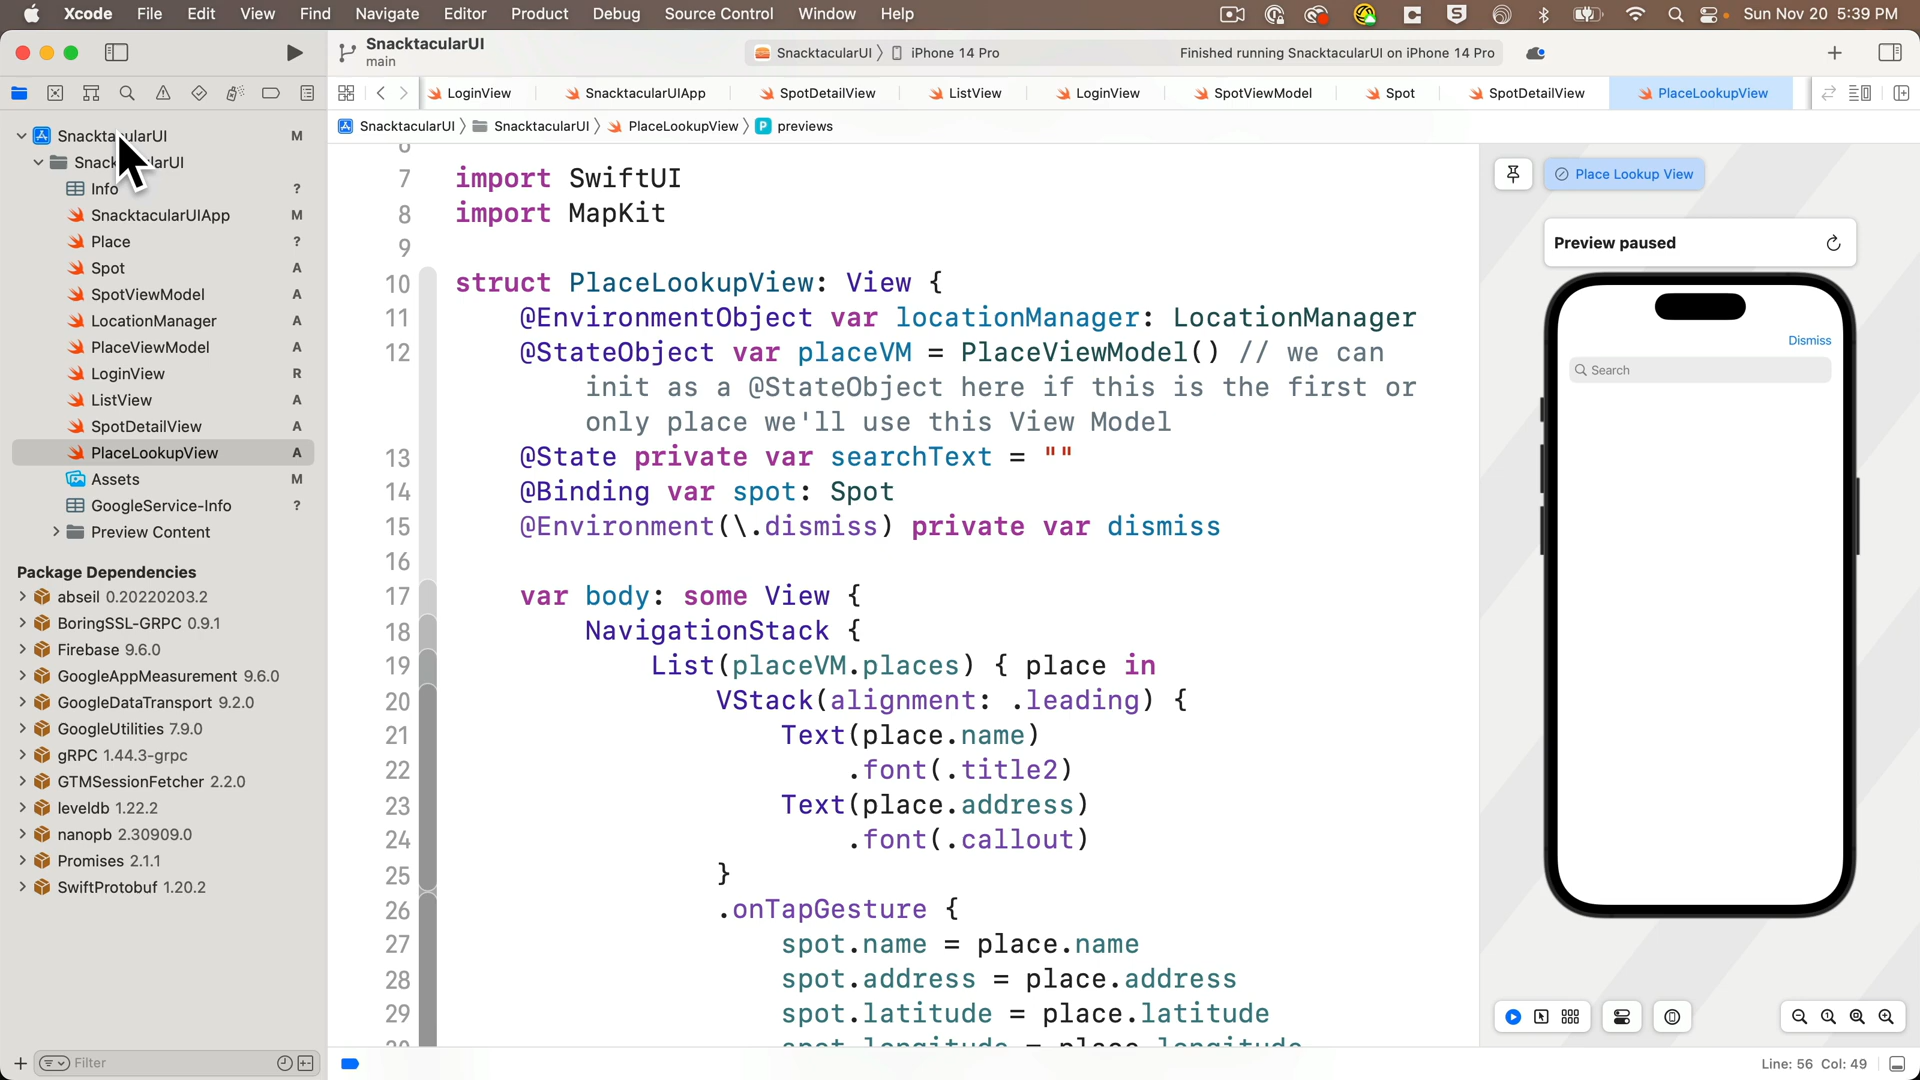 Xcode File Edit View Find Navigate Editor Product Debug Source Control Window Help Sun Nov 20 5:39 PM
SnacktacularUI
main
SnacktacularUI 〉 iPhone 14 Pro
Finished running SnacktacularUI on iPhone 14 Pro
LoginView SnacktacularUIApp SpotDetailView ListView LoginView SpotViewModel Spot SpotDetailView PlaceLookupView
SnacktacularUI 〉 SnacktacularUI 〉 PlaceLookupView 〉 P previews
SnacktacularUI M
Info ?
SnacktacularUIApp M
Place ?
Spot A
SpotViewModel A
LocationManager A
PlaceViewModel A
LoginView R
ListView A
SpotDetailView A
PlaceLookupView A
Assets M
GoogleService-Info ?
Preview Content
Package Dependencies
abseil 0.20220203.2
BoringSSL-GRPC 0.9.1
Firebase 9.6.0
GoogleAppMeasurement 9.6.0
GoogleDataTransport 9.2.0
GoogleUtilities 7.9.0
gRPC 1.44.3-grpc
GTMSessionFetcher 2.2.0
leveldb 1.22.2
nanopb 2.30909.0
Promises 2.1.1
SwiftProtobuf 1.20.2
Filter
7 import SwiftUI
8 import MapKit
9
10 struct PlaceLookupView: View {
11 @EnvironmentObject var locationManager: LocationManager
12 @StateObject var placeVM = PlaceViewModel() // we can
init as a @StateObject here if this is the first or
only place we'll use this View Model
13 @State private var searchText = ""
14 @Binding var spot: Spot
15 @Environment(\.dismiss) private var dismiss
16
17 var body: some View {
18 NavigationStack {
19 List(placeVM.places) { place in
20 VStack(alignment: .leading) {
21 Text(place.name)
22 .font(.title2)
23 Text(place.address)
24 .font(.callout)
25 }
26 .onTapGesture {
27 spot.name = place.name
28 spot.address = place.address
29 spot.latitude = place.latitude
Place Lookup View
Preview paused
Dismiss
Search
Line: 56 Col: 49